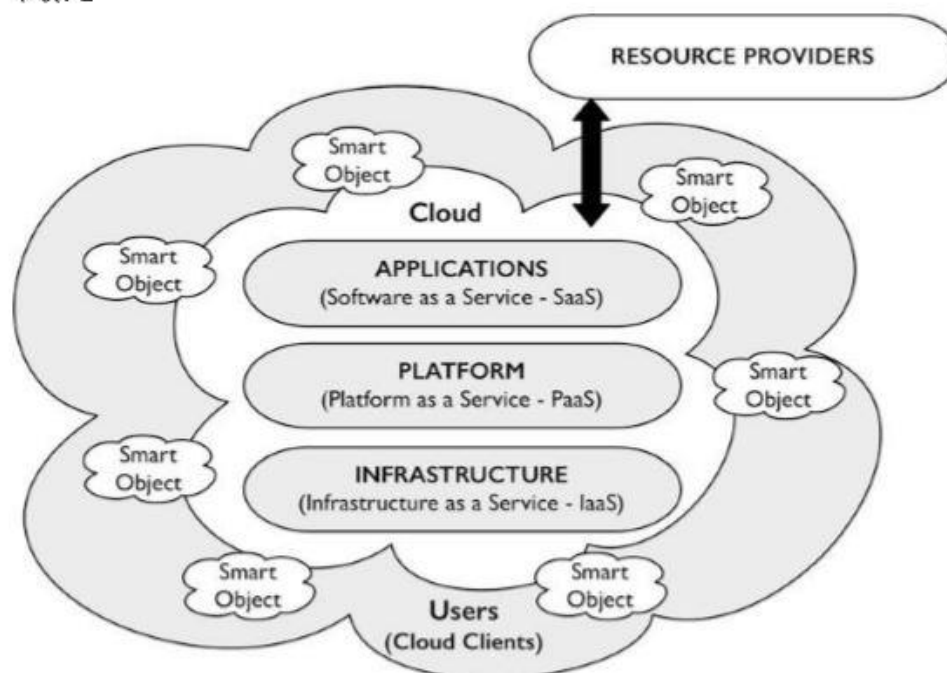 RESOURCE PROVIDERS
Smart
Object
Smart
Object
Cloud
Smart
Object
APPLICATIONS
(Software as a Service - SaaS)
PLATFORM
(Platform as a Service - PaaS)
Smart
Object
Smart
Object
INFRASTRUCTURE
(Infrastructure as a Service - IaaS)
Smart
Object
Smart
Object
Users
(Cloud Clients)